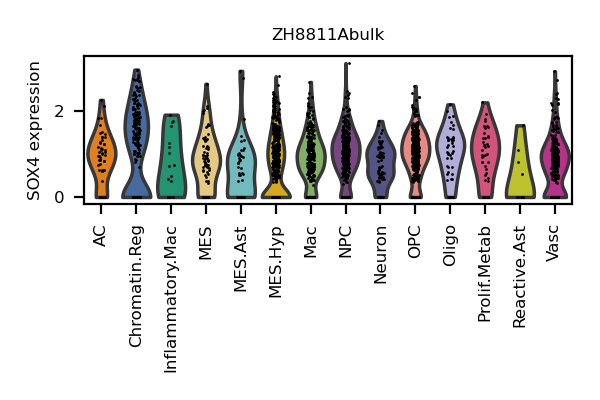 ZH8811Abulk
SOX4 expression
2
0
AC
Chromatin.Reg
Inflammatory.Mac
MES
MES.Ast
MES.Hyp
Mac
NPC
Neuron
OPC
Oligo
Prolif.Metab
Reactive.Ast
Vasc